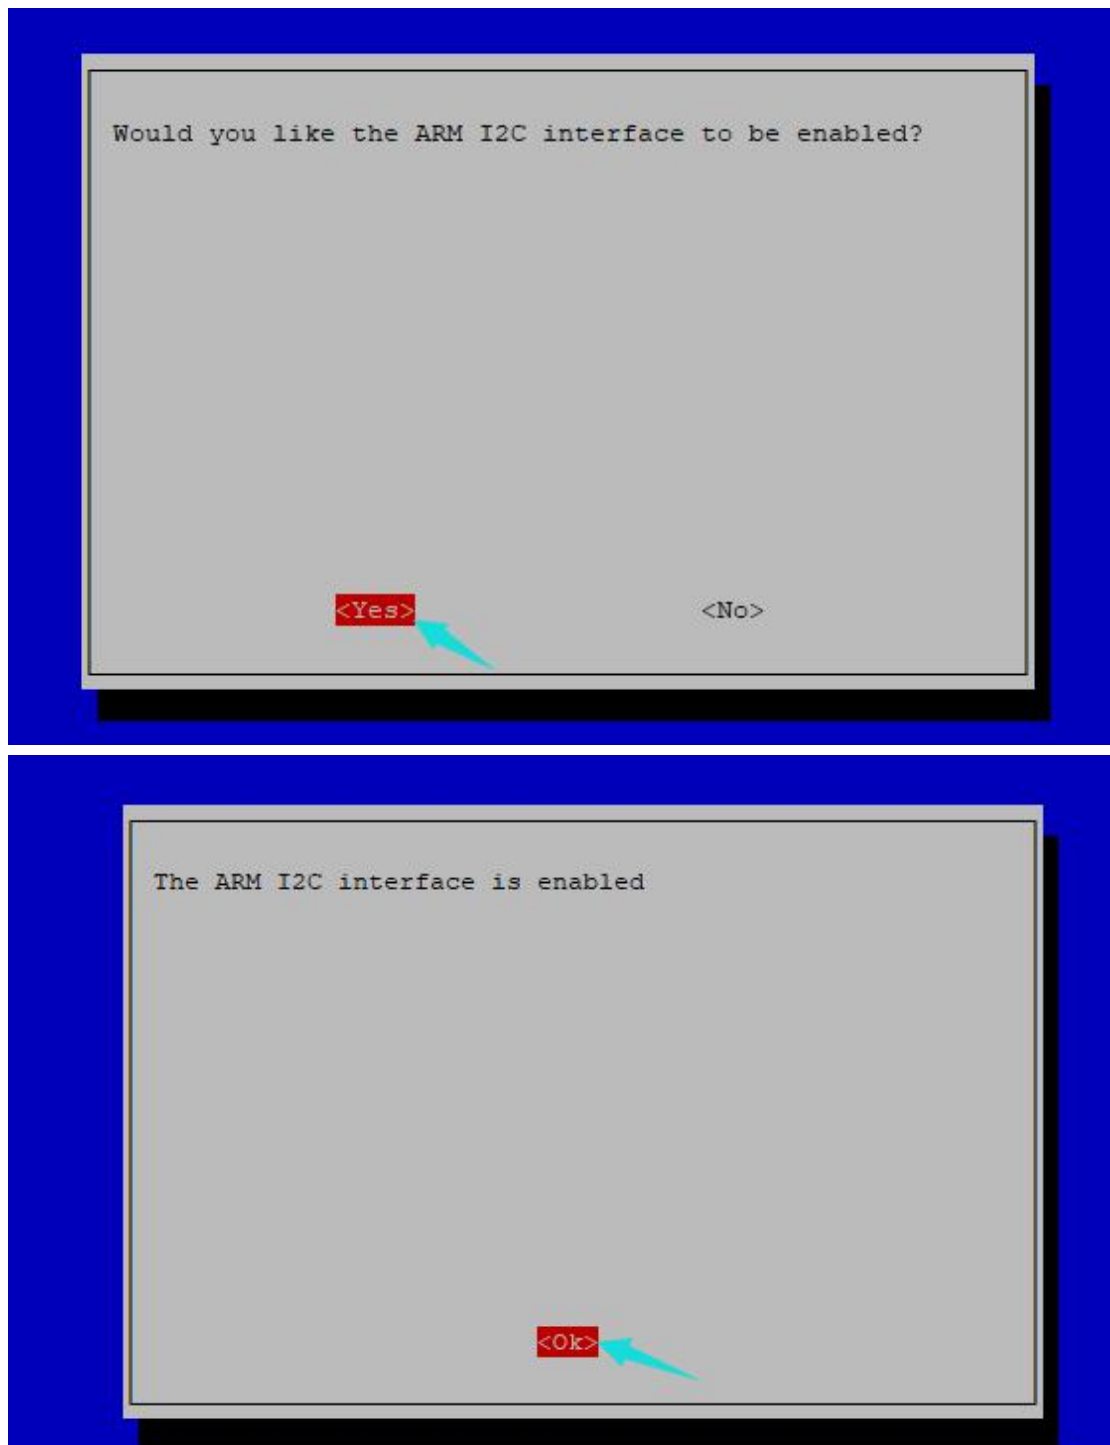 Would you like the ARM I2C interface to be enabled?
<Yes> <No>
The ARM I2C interface is enabled
<Ok>